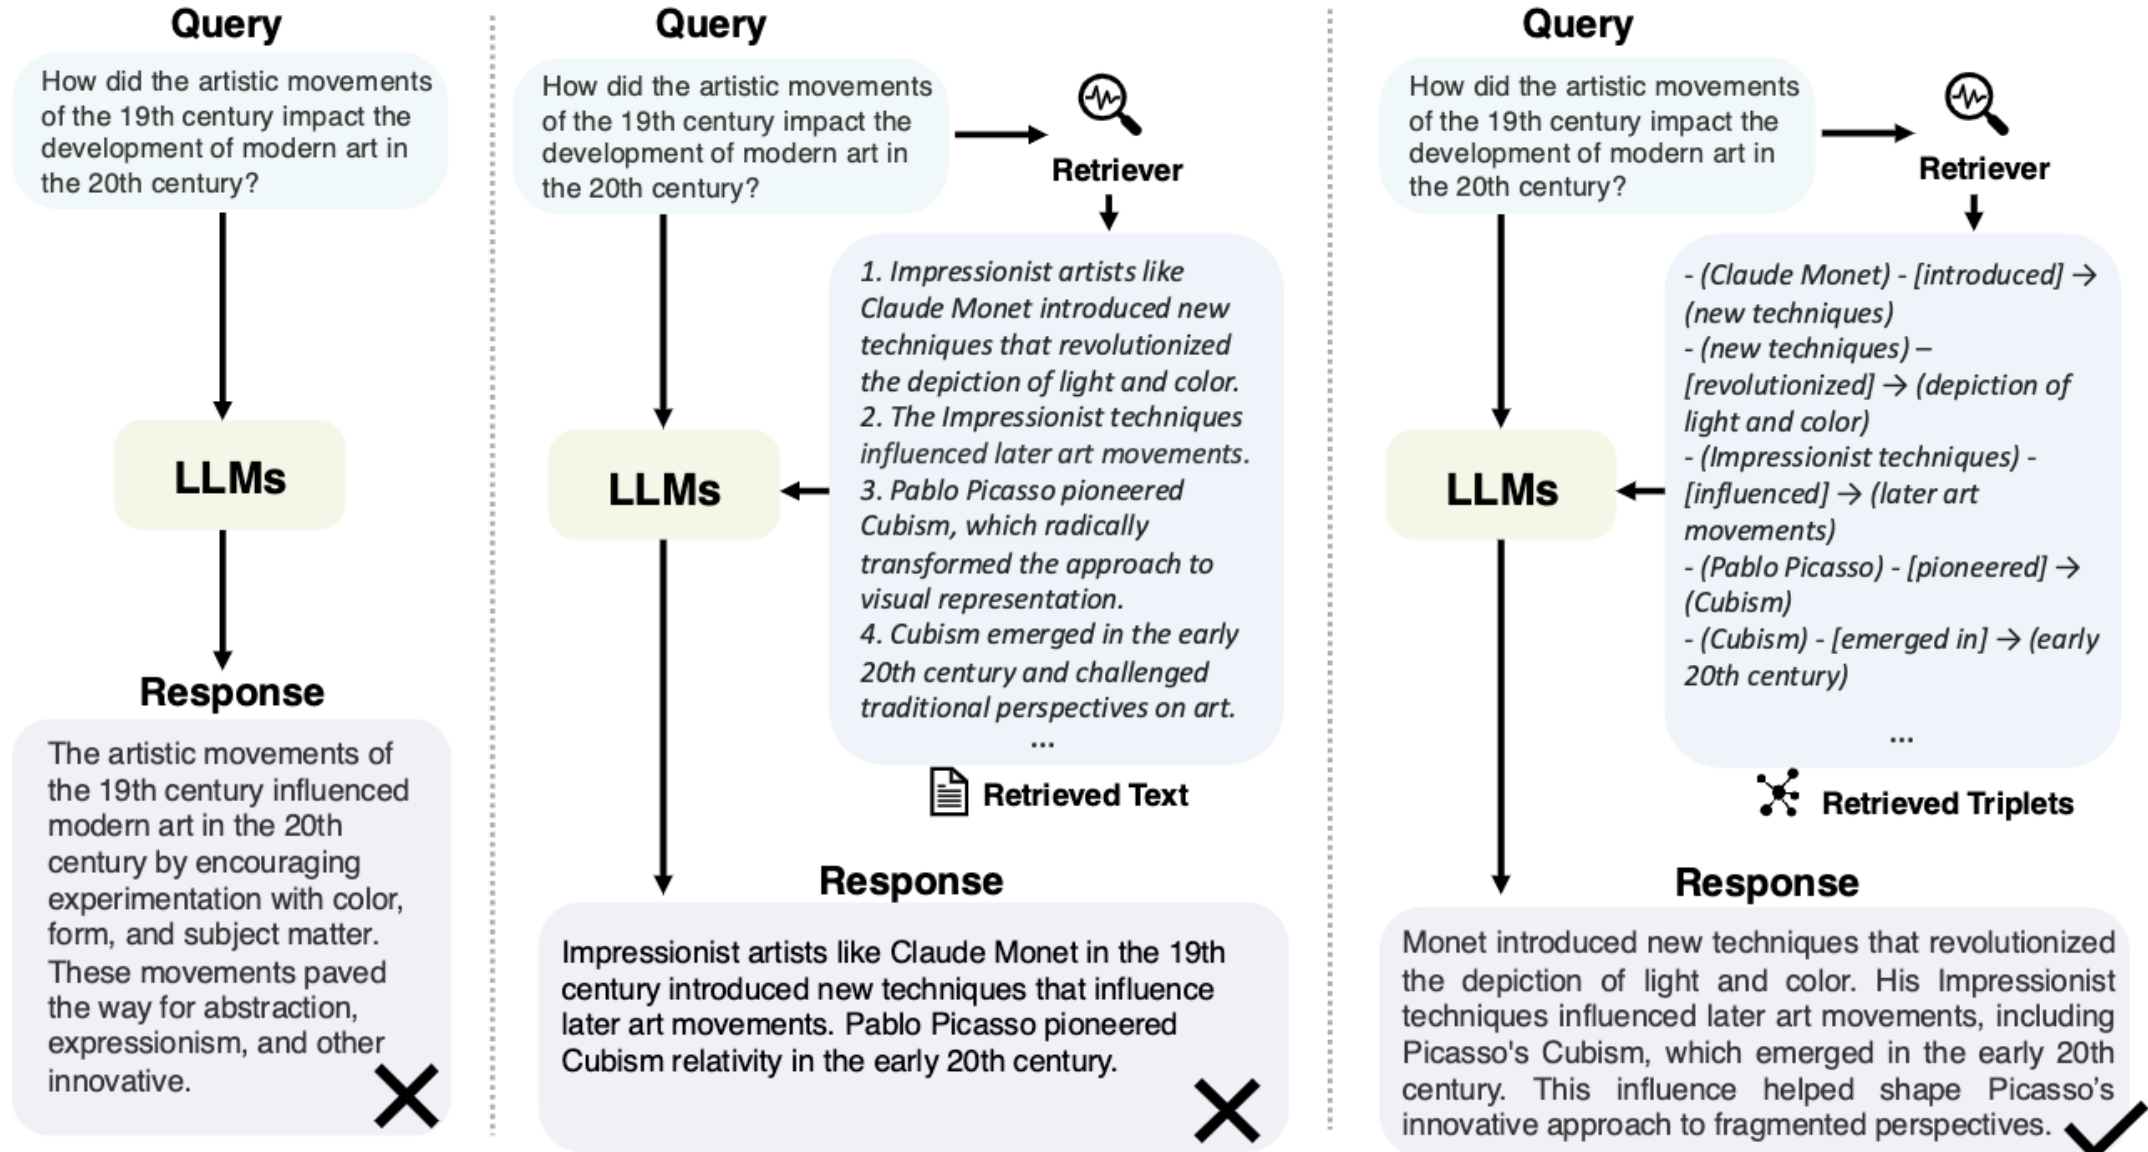 Query
How did the artistic movements
of the 19th century impact the
development of modern art in
the 20th century?
LLMs
Response
The artistic movements of
the 19th century influenced
modern art in the 20th
century by encouraging
experimentation with color,
form, and subject matter.
These movements paved
the way for abstraction,
expressionism, and other
innovative.
Query
How did the artistic movements
of the 19th century impact the
development of modern art in
the 20th century?
Retriever
1. Impressionist artists like
Claude Monet introduced new
techniques that revolutionized
the depiction of light and color.
2. The Impressionist techniques
influenced later art movements.
3. Pablo Picasso pioneered
Cubism, which radically
transformed the approach to
visual representation.
4. Cubism emerged in the early
20th century and challenged
traditional perspectives on art.
...
Retrieved Text
LLMs
Response
Impressionist artists like Claude Monet in the 19th
century introduced new techniques that influence
later art movements. Pablo Picasso pioneered
Cubism relativity in the early 20th century.
Query
How did the artistic movements
of the 19th century impact the
development of modern art in
the 20th century?
Retriever
- (Claude Monet) - [introduced] →
(new techniques)
- (new techniques) –
[revolutionized] → (depiction of
light and color)
- (Impressionist techniques) -
[influenced] → (later art
movements)
- (Pablo Picasso) - [pioneered] →
(Cubism)
- (Cubism) - [emerged in] → (early
20th century)
...
Retrieved Triplets
LLMs
Response
Monet introduced new techniques that revolutionized
the depiction of light and color. His Impressionist
techniques influenced later art movements, including
Picasso's Cubism, which emerged in the early 20th
century. This influence helped shape Picasso's
innovative approach to fragmented perspectives.